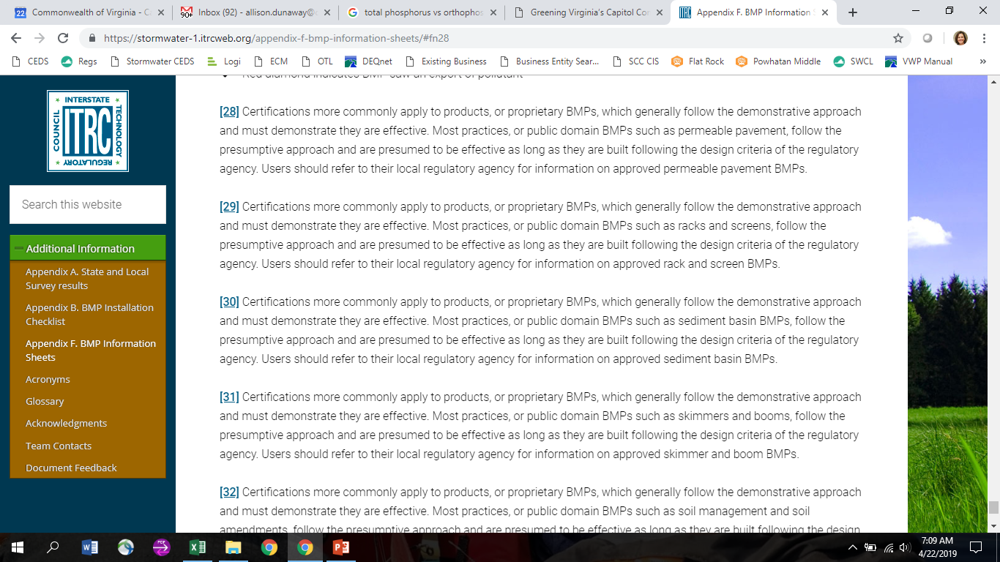 22
Commonwealth of Virginia - C
90+
Inbox (92) - allison.dunaway@
total phosphorus vs orthophos
Greening Virginia's Capitol Cor
Appendix F. BMP Information S
https://stormwater-1.itrcweb.org/appendix-f-bmp-information-sheets/#fn28
CEDS
Regs
Stormwater CEDS
Logi
ECM
OTL
DEQnet
Existing Business
Business Entity Sear...
SCC CIS
Flat Rock
Powhatan Middle
SWCL
VWP Manual
»
INTERSTATE
TECHNOLOGY
REGULATORY
COUNCIL
ITRC
Search this website
Additional Information
Appendix A. State and Local
Survey results
Appendix B. BMP Installation
Checklist
Appendix F. BMP Information
Sheets
Acronyms
Glossary
Acknowledgments
Team Contacts
Document Feedback
Red diamond indicates BMP saw an export of pollutant
[28] Certifications more commonly apply to products, or proprietary BMPs, which generally follow the demonstrative approach
and must demonstrate they are effective. Most practices, or public domain BMPs such as permeable pavement, follow the
presumptive approach and are presumed to be effective as long as they are built following the design criteria of the regulatory
agency. Users should refer to their local regulatory agency for information on approved permeable pavement BMPs.
[29] Certifications more commonly apply to products, or proprietary BMPs, which generally follow the demonstrative approach
and must demonstrate they are effective. Most practices, or public domain BMPs such as racks and screens, follow the
presumptive approach and are presumed to be effective as long as they are built following the design criteria of the regulatory
agency. Users should refer to their local regulatory agency for information on approved rack and screen BMPs.
[30] Certifications more commonly apply to products, or proprietary BMPs, which generally follow the demonstrative approach
and must demonstrate they are effective. Most practices, or public domain BMPs such as sediment basin BMPs, follow the
presumptive approach and are presumed to be effective as long as they are built following the design criteria of the regulatory
agency. Users should refer to their local regulatory agency for information on approved sediment basin BMPs.
[31] Certifications more commonly apply to products, or proprietary BMPs, which generally follow the demonstrative approach
and must demonstrate they are effective. Most practices, or public domain BMPs such as skimmers and booms, follow the
presumptive approach and are presumed to be effective as long as they are built following the design criteria of the regulatory
agency. Users should refer to their local regulatory agency for information on approved skimmer and boom BMPs.
[32] Certifications more commonly apply to products, or proprietary BMPs, which generally follow the demonstrative approach
and must demonstrate they are effective. Most practices, or public domain BMPs such as soil management and soil
amendments, follow the presumptive approach and are presumed to be effective as long as they are built following the design
7:09 AM
4/22/2019